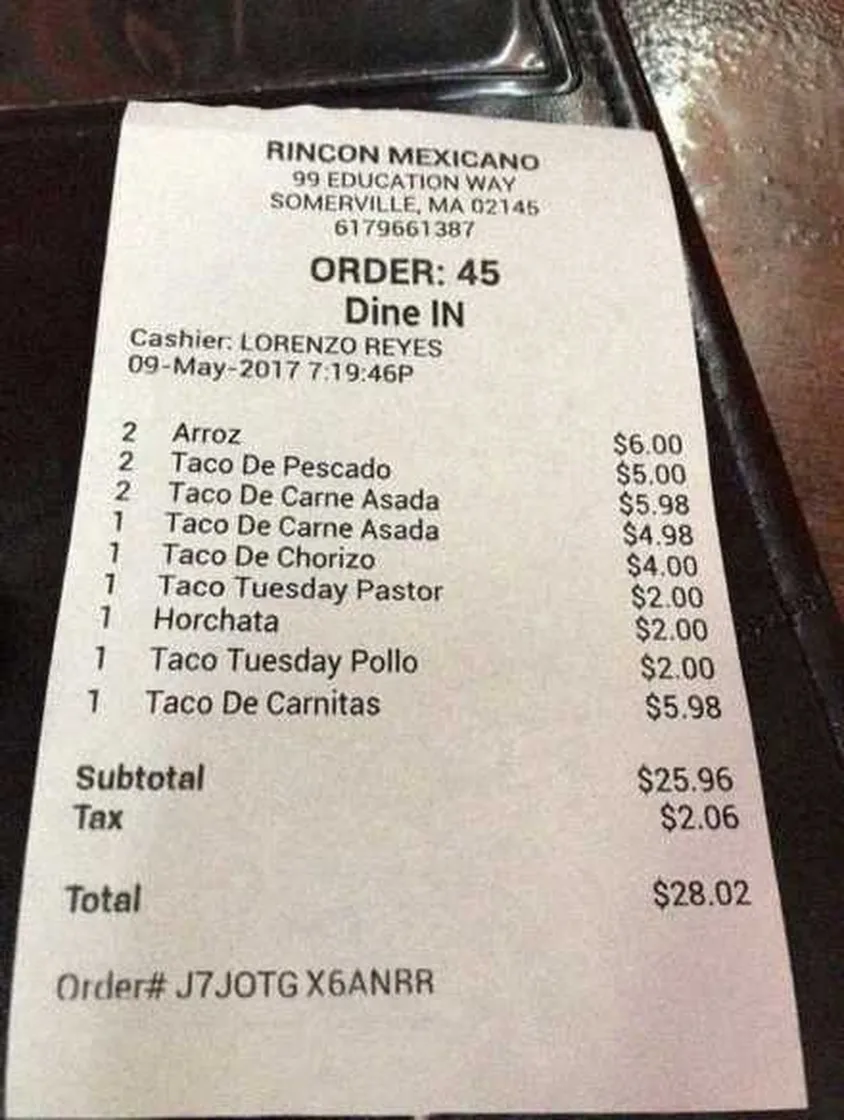 RINCON MEXICANO
99 EDUCATION WAY
SOMERVILLE, MA 02145
6179661387
ORDER: 45
Dine IN
Cashier: LORENZO REYES
09-May-2017 7:19:46P
2 Arroz $6.00
2 Taco De Pescado $5.00
2 Taco De Carne Asada $5.98
1 Taco De Carne Asada $4.98
1 Taco De Chorizo $4.00
1 Taco Tuesday Pastor $2.00
1 Horchata $2.00
1 Taco Tuesday Pollo $2.00
1 Taco De Carnitas $5.98
Subtotal $25.96
Tax $2.06
Total $28.02
Order# J7JOTG X6ANRR